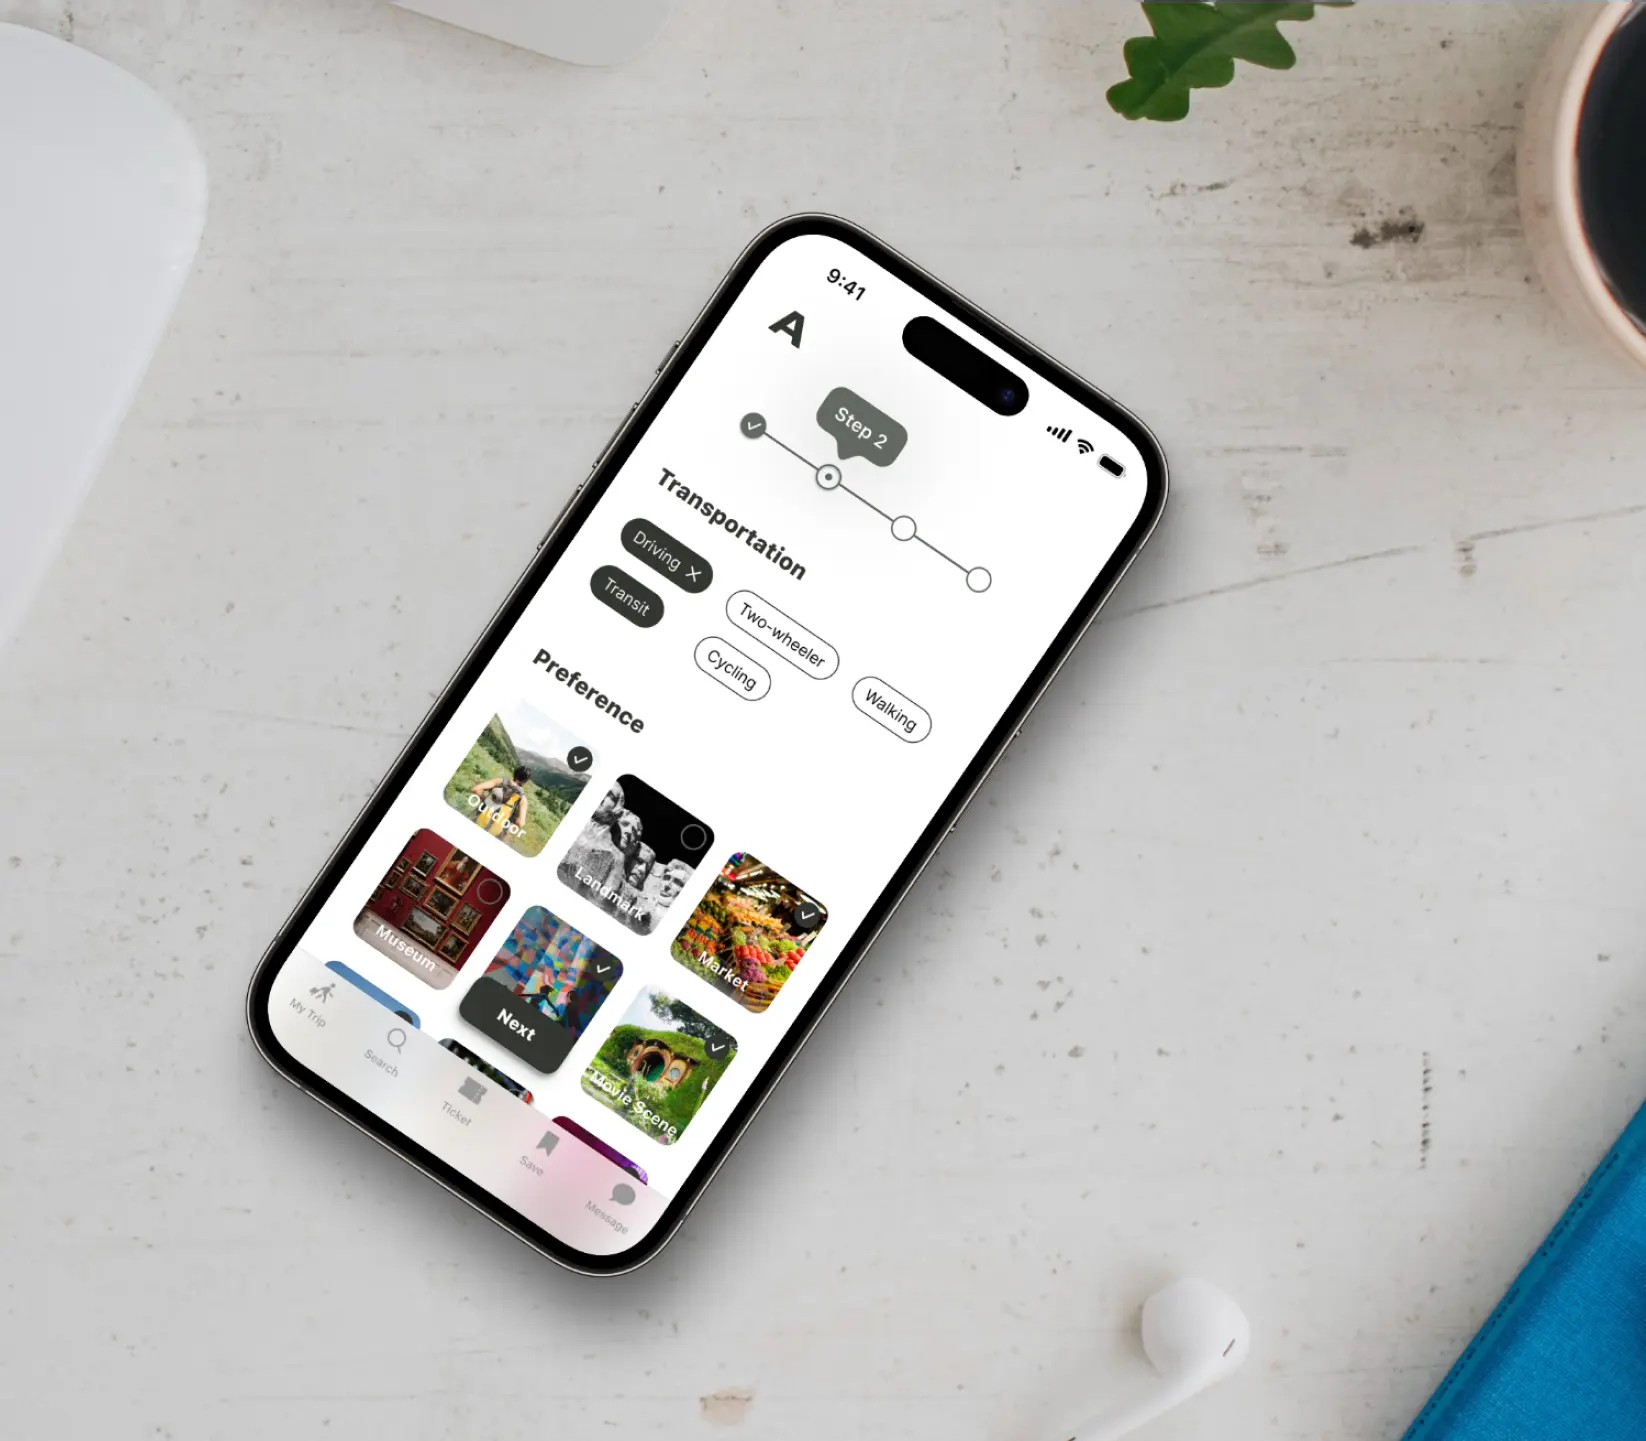 9:41
A
Step 2
Transportation
Driving ×
Two-wheeler
Walking
Transit
Cycling
Preference
Outdoor
Landmark
Market
Museum
Next
Movie Scene
My Trip
Search
Ticket
Save
Message